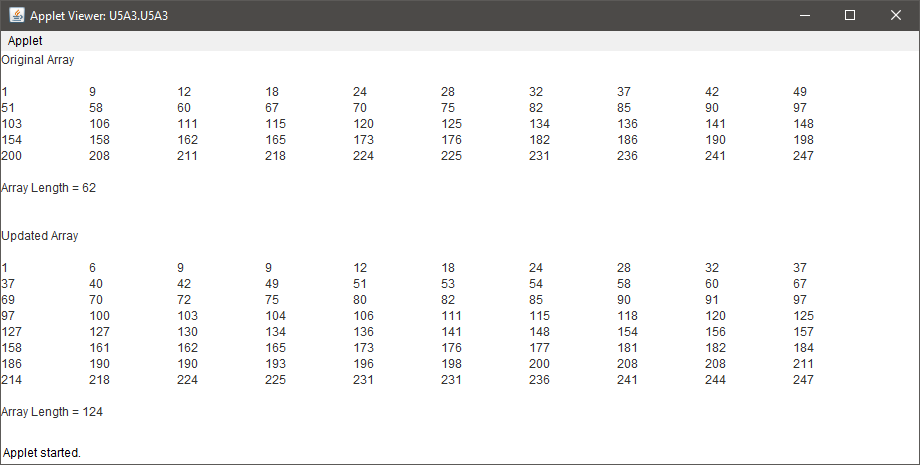 Applet Viewer: U5A3.U5A3
Applet
Original Array
1 9 12 18 24 28 32 37 42 49
51 58 60 67 70 75 82 85 90 97
103 106 111 115 120 125 134 136 141 148
154 158 162 165 173 176 182 186 190 198
200 208 211 218 224 225 231 236 241 247
Array Length = 62
Updated Array
1 6 9 9 12 18 24 28 32 37
37 40 42 49 51 53 54 58 60 67
69 70 72 75 80 82 85 90 91 97
97 100 103 104 106 111 115 118 120 125
127 127 130 134 136 141 148 154 156 157
158 161 162 165 173 176 177 181 182 184
186 190 190 193 196 198 200 208 208 211
214 218 224 225 231 231 236 241 244 247
Array Length = 124
Applet started.